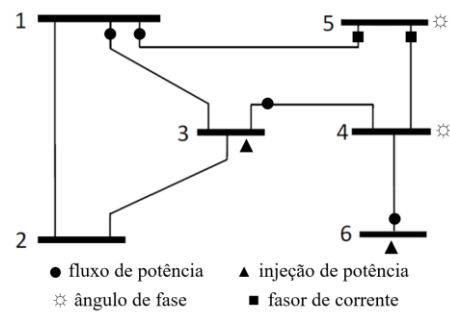 1
5
3
4
2
6
fluxo de potência
injeção de potência
ângulo de fase
fasor de corrente